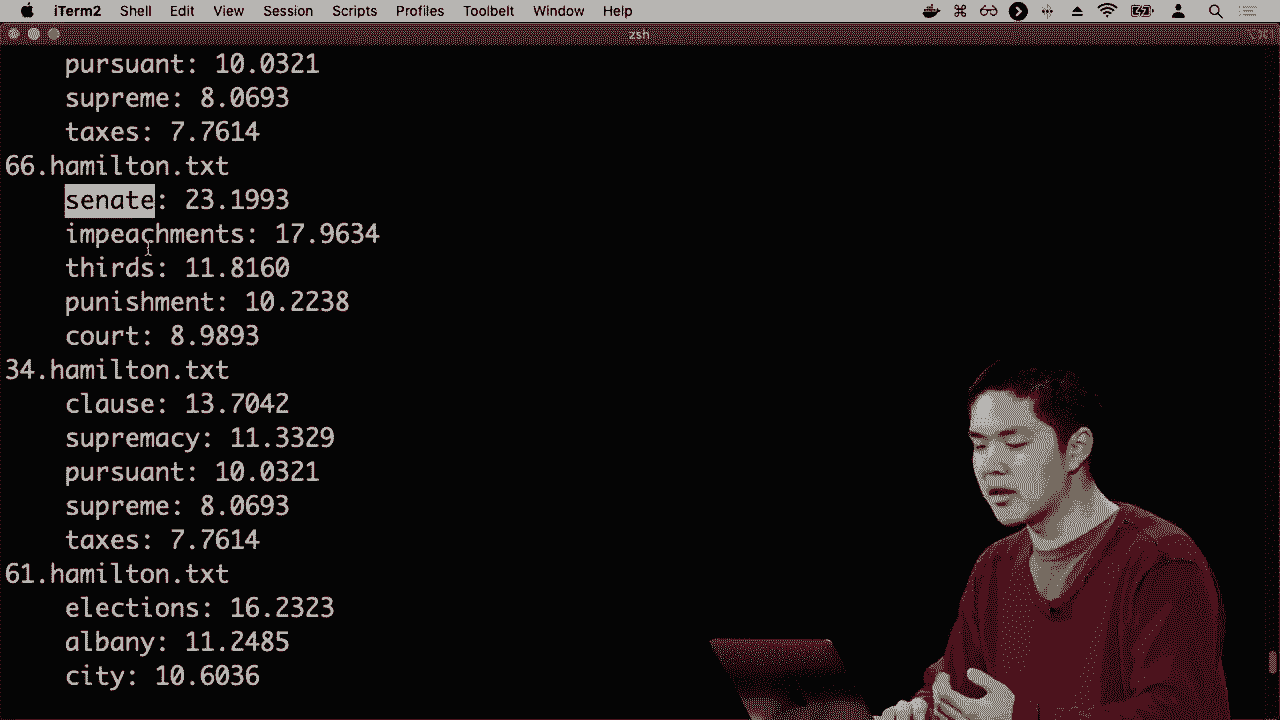 iTerm2 Shell Edit View Session Scripts Profiles Toolbelt Window Help
zsh
pursuant: 10.0321
supreme: 8.0693
taxes: 7.7614
66.hamilton.txt
senate: 23.1993
impeachments: 17.9634
thirds: 11.8160
punishment: 10.2238
court: 8.9893
34.hamilton.txt
clause: 13.7042
supremacy: 11.3329
pursuant: 10.0321
supreme: 8.0693
taxes: 7.7614
61.hamilton.txt
elections: 16.2323
albany: 11.2485
city: 10.6036